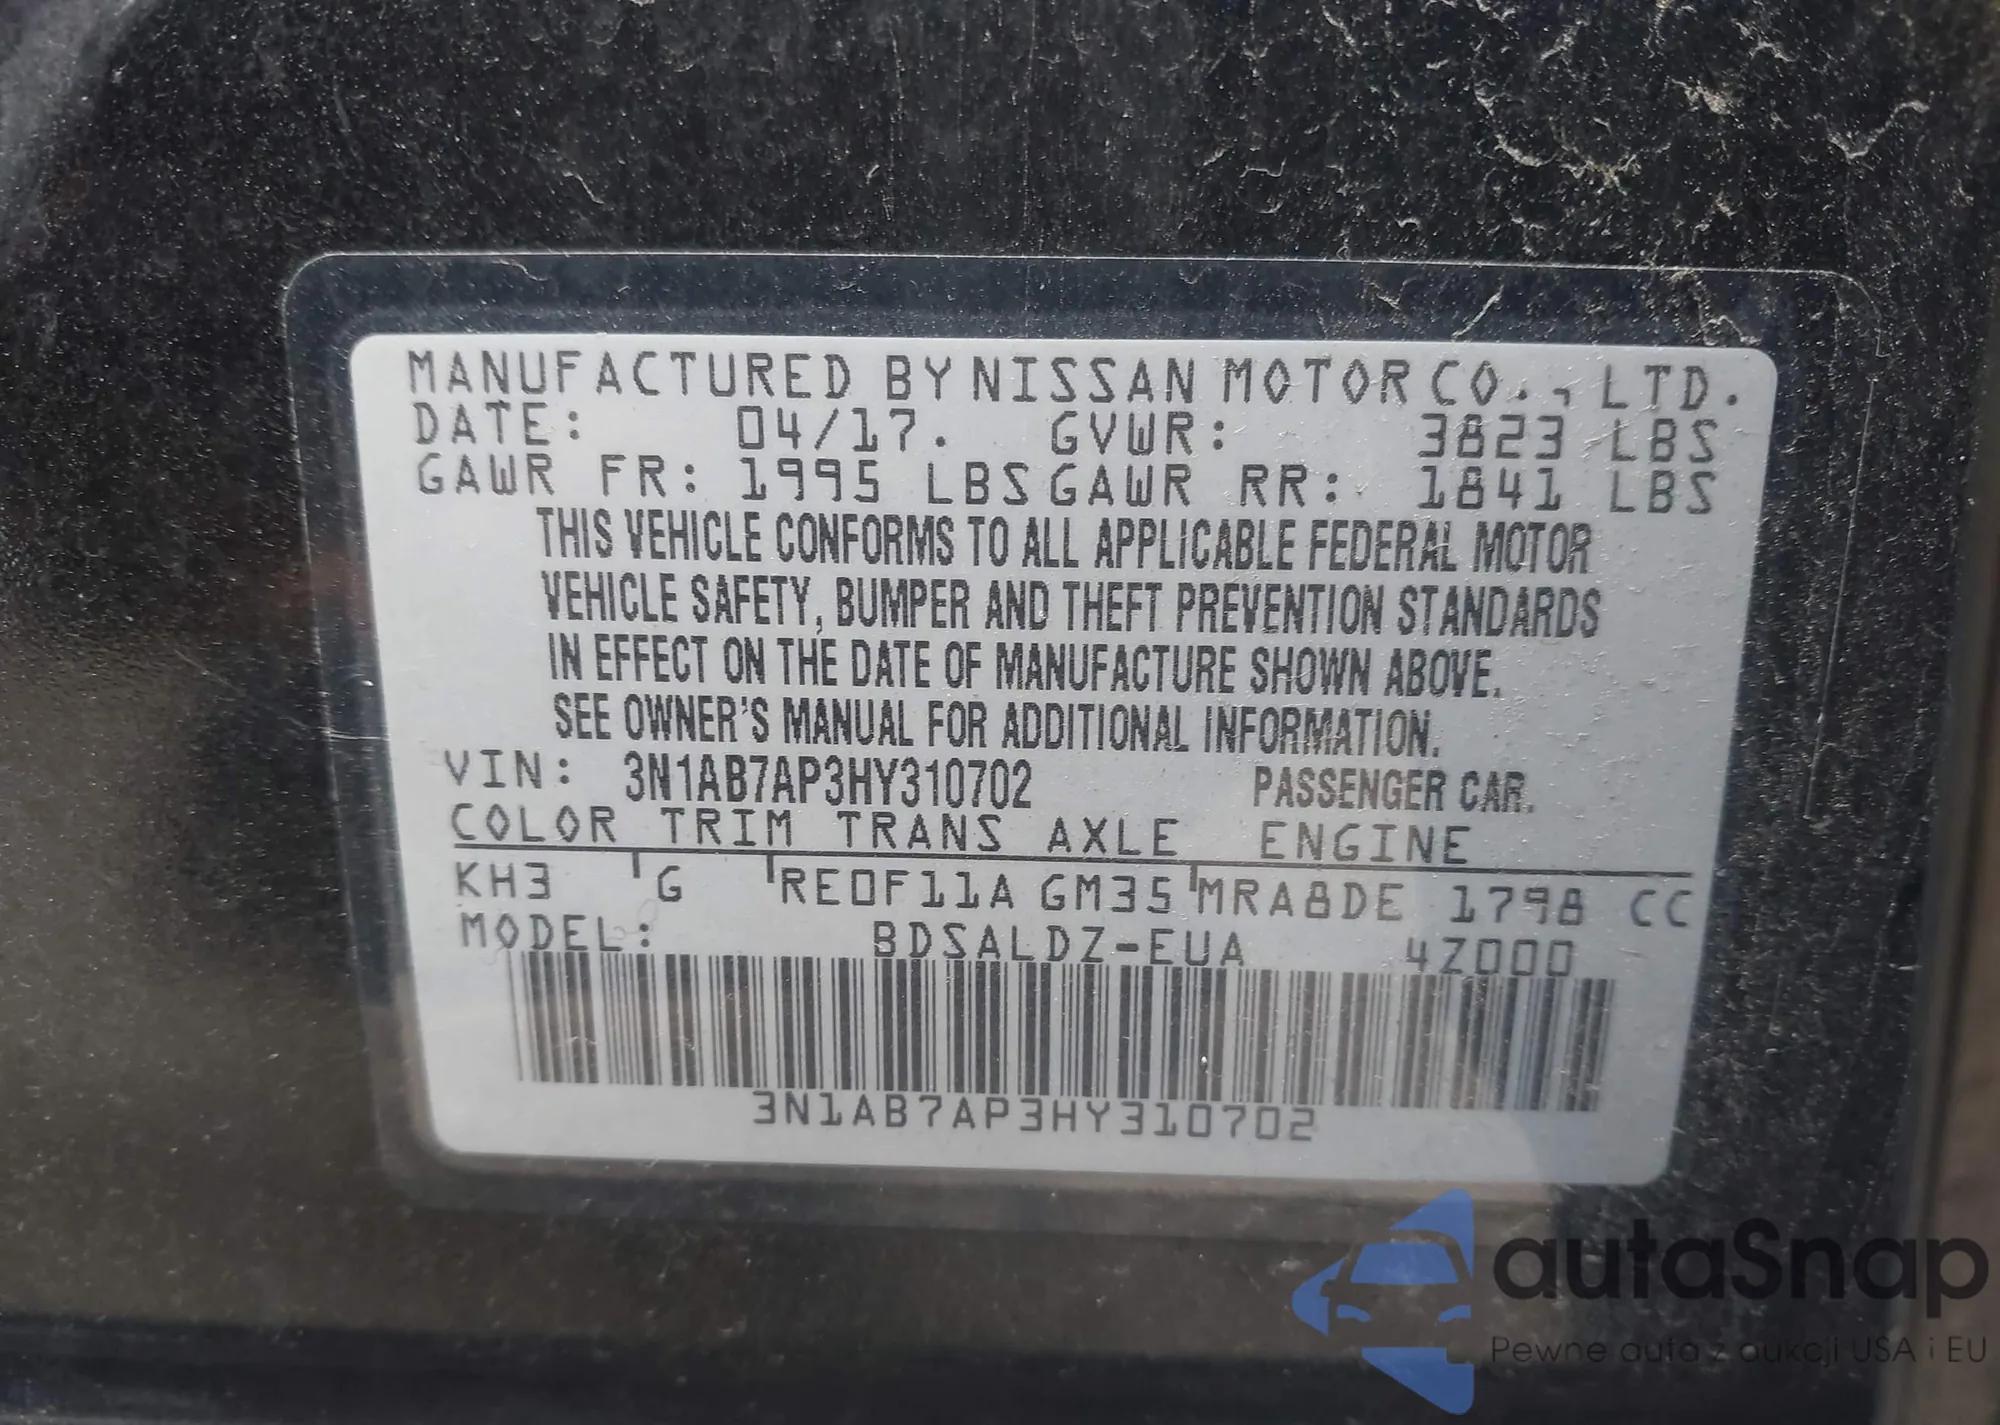 MANUFACTURED BY NISSAN MOTOR CO., LTD.
DATE: 04/17. GVWR: 3823 LBS
GAWR FR: 1995 LBS GAWR RR: 1841 LBS
THIS VEHICLE CONFORMS TO ALL APPLICABLE FEDERAL MOTOR
VEHICLE SAFETY, BUMPER AND THEFT PREVENTION STANDARDS
IN EFFECT ON THE DATE OF MANUFACTURE SHOWN ABOVE.
SEE OWNER'S MANUAL FOR ADDITIONAL INFORMATION.
VIN: 3N1AB7AP3HY310702 PASSENGER CAR.
COLOR TRIM TRANS AXLE ENGINE
KH3 G RE0F11A GM35 MRA8DE 1798 CC
MODEL: BDSALDZ-EUA 4Z000
3N1AB7AP3HY310702
autaSnap
Pewne auta z aukcji USA i EU